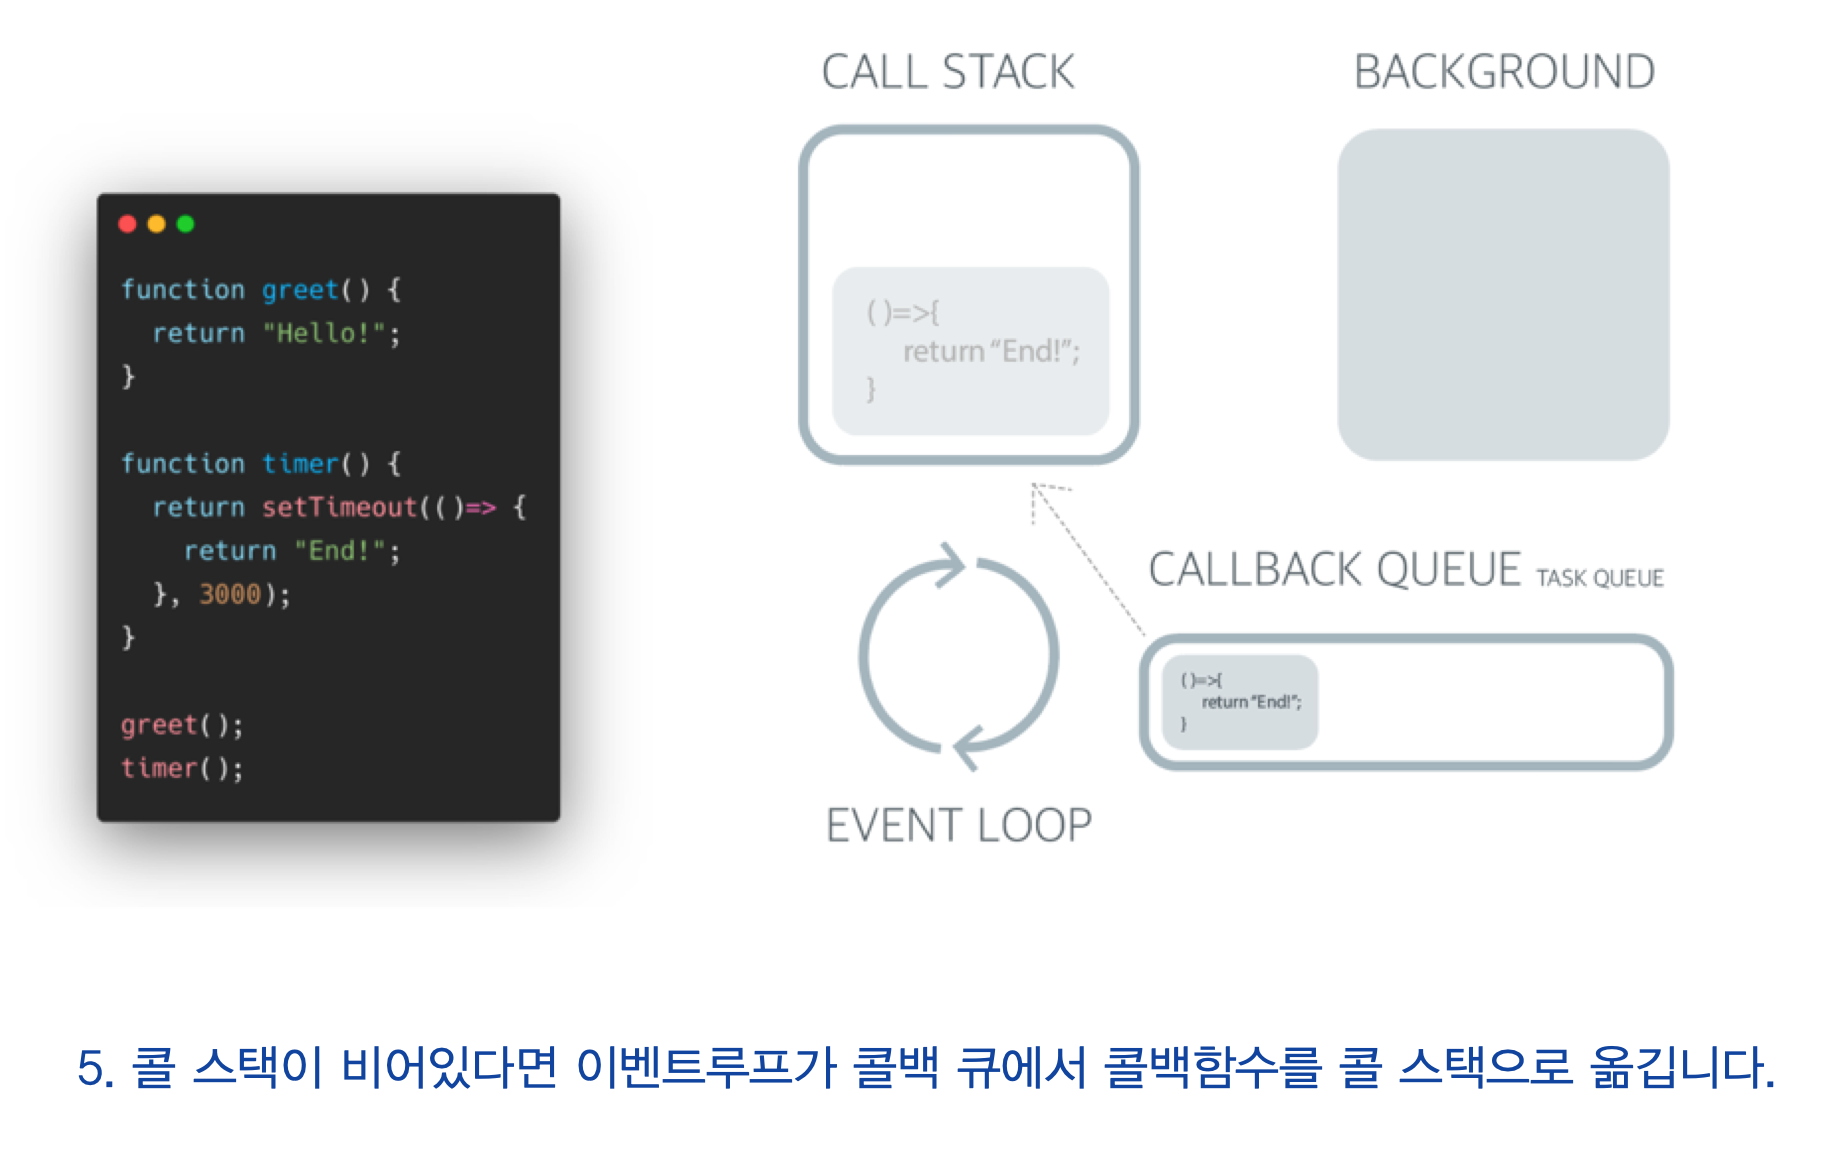 function greet() {
  return "Hello!";
}
function timer() {
  return setTimeout(()=> {
    return "End!";
  }, 3000);
}
greet();
timer();
CALL STACK
( )=>{
return “End!”;
}
BACKGROUND
EVENT LOOP
CALLBACK QUEUE TASK QUEUE
( )=>{
return “End!”;
}
5. 콜 스택이 비어있다면 이벤트루프가 콜백 큐에서 콜백함수를 콜 스택으로 옮깁니다.